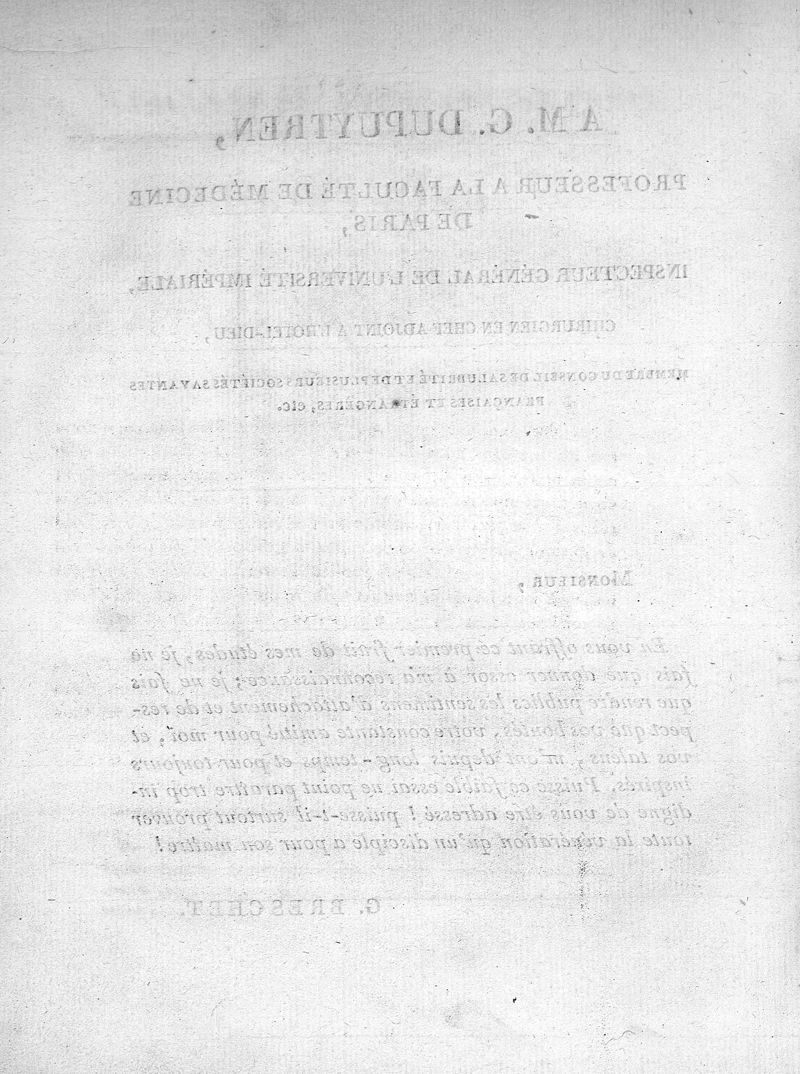 A M. G. DUPUYTREN,
PROFESSEUR A LA FACULTÉ DE MÉDECINE
DE PARIS,
INSPECTEUR GÉNÉRAL DE L'UNIVERSITÉ IMPÉRIALE,
CHIRURGIEN EN CHEF ADJOINT A L'HOTEL-DIEU,
MEMBRE DU CONSEIL DE SALUBRITÉ ET DE PLUSIEURS SOCIÉTÉS SAVANTES
FRANÇAISES ET ÉTRANGÈRES, etc.
MONSIEUR,
En vous offrant ce premier fruit de mes études, je ne
fais que donner essor à ma reconnaissance; je ne fais
que rendre publics les sentimens d'attachement et de res-
pect que vos bontés, votre constante amitié pour moi, et
vos talens, m'ont depuis long-temps et pour toujours
inspirés. Puisse ce faible essai ne point paraître trop in-
digne de vous être adressé! puisse-t-il surtout prouver
toute la vénération qu'un disciple a pour son maître!
G. BRESCHET.